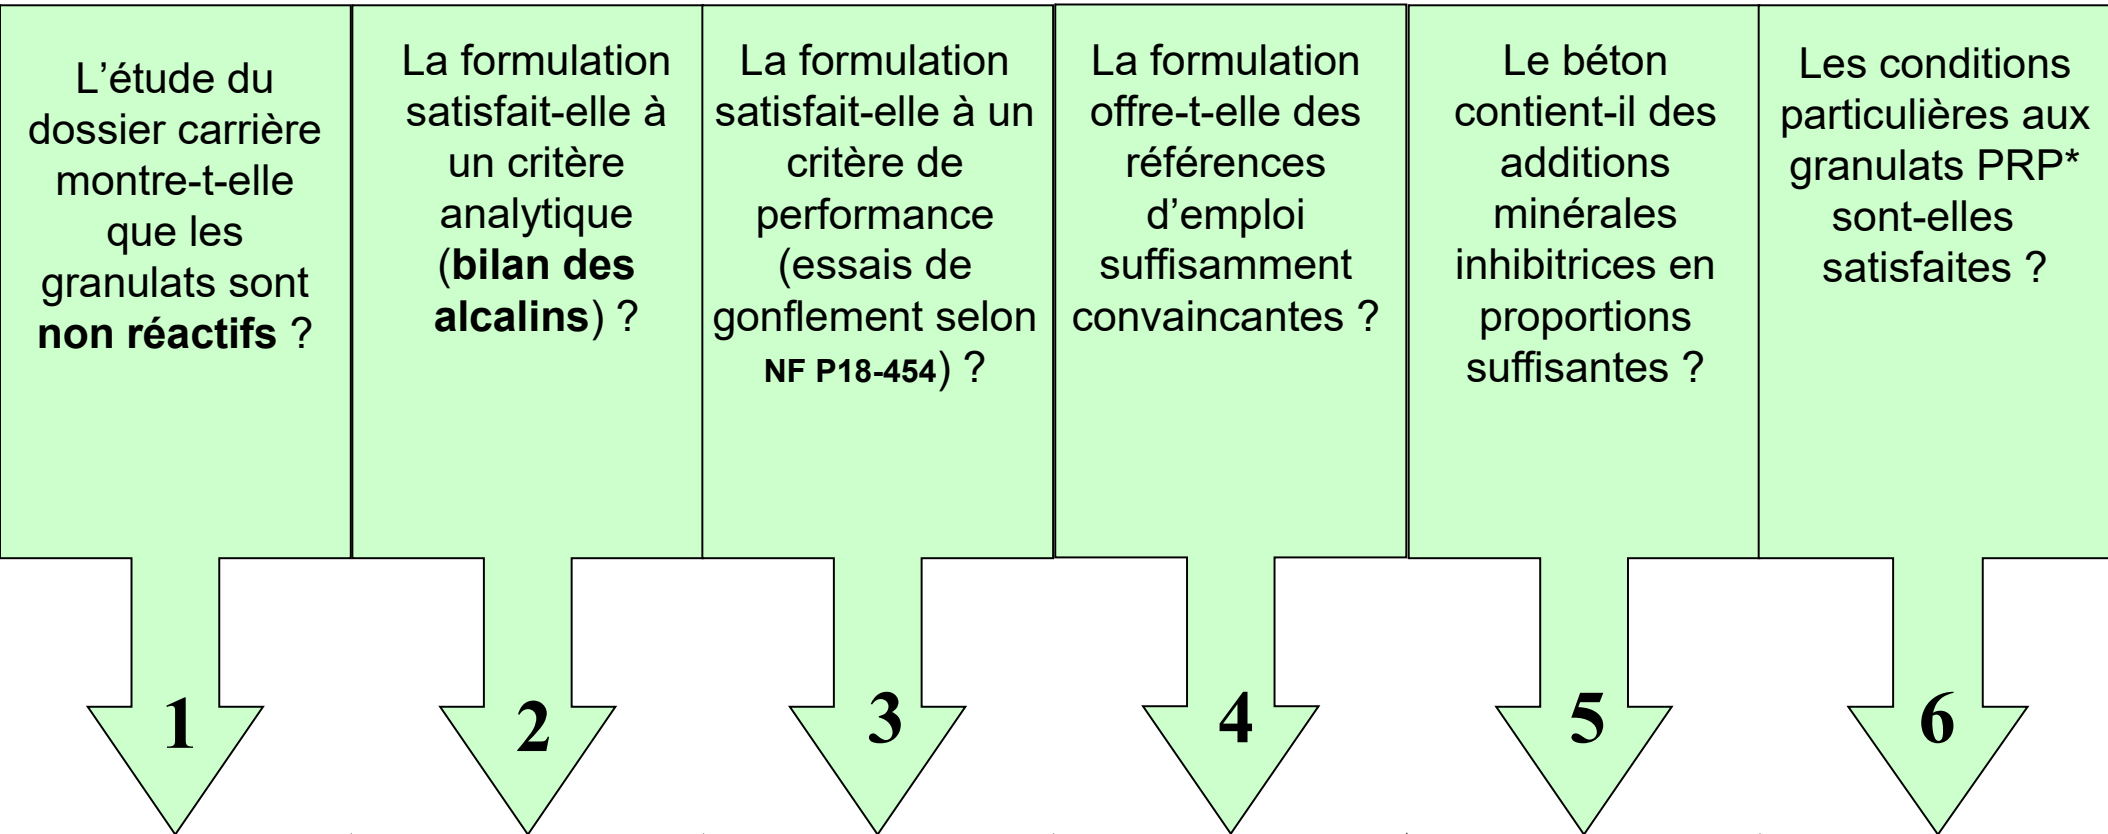 L’étude du
dossier carrière
montre-t-elle
que les
granulats sont
non réactifs ?
La formulation
satisfait-elle à
un critère
analytique
(bilan des
alcalins) ?
La formulation
satisfait-elle à un
critère de
performance
(essais de
gonflement selon
NF P18-454) ?
La formulation
offre-t-elle des
références
d’emploi
suffisamment
convaincantes ?
Le béton
contient-il des
additions
minérales
inhibitrices en
proportions
suffisantes ?
Les conditions
particulières aux
granulats PRP*
sont-elles
satisfaites ?
1
2
3
4
5
6